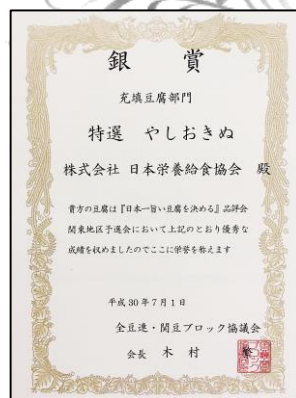 銀 賞
充填豆腐部門
特選 やしおきぬ
株式会社 日本栄養給食協会 殿
貴方の豆腐は『日本一旨い豆腐を決める』品評会
関東地区予選会において上記のとおり優秀な
成績を収めましたのでここに栄誉を称えます
平成30年7月1日
全豆連・関豆ブロック協議会
会長 木村